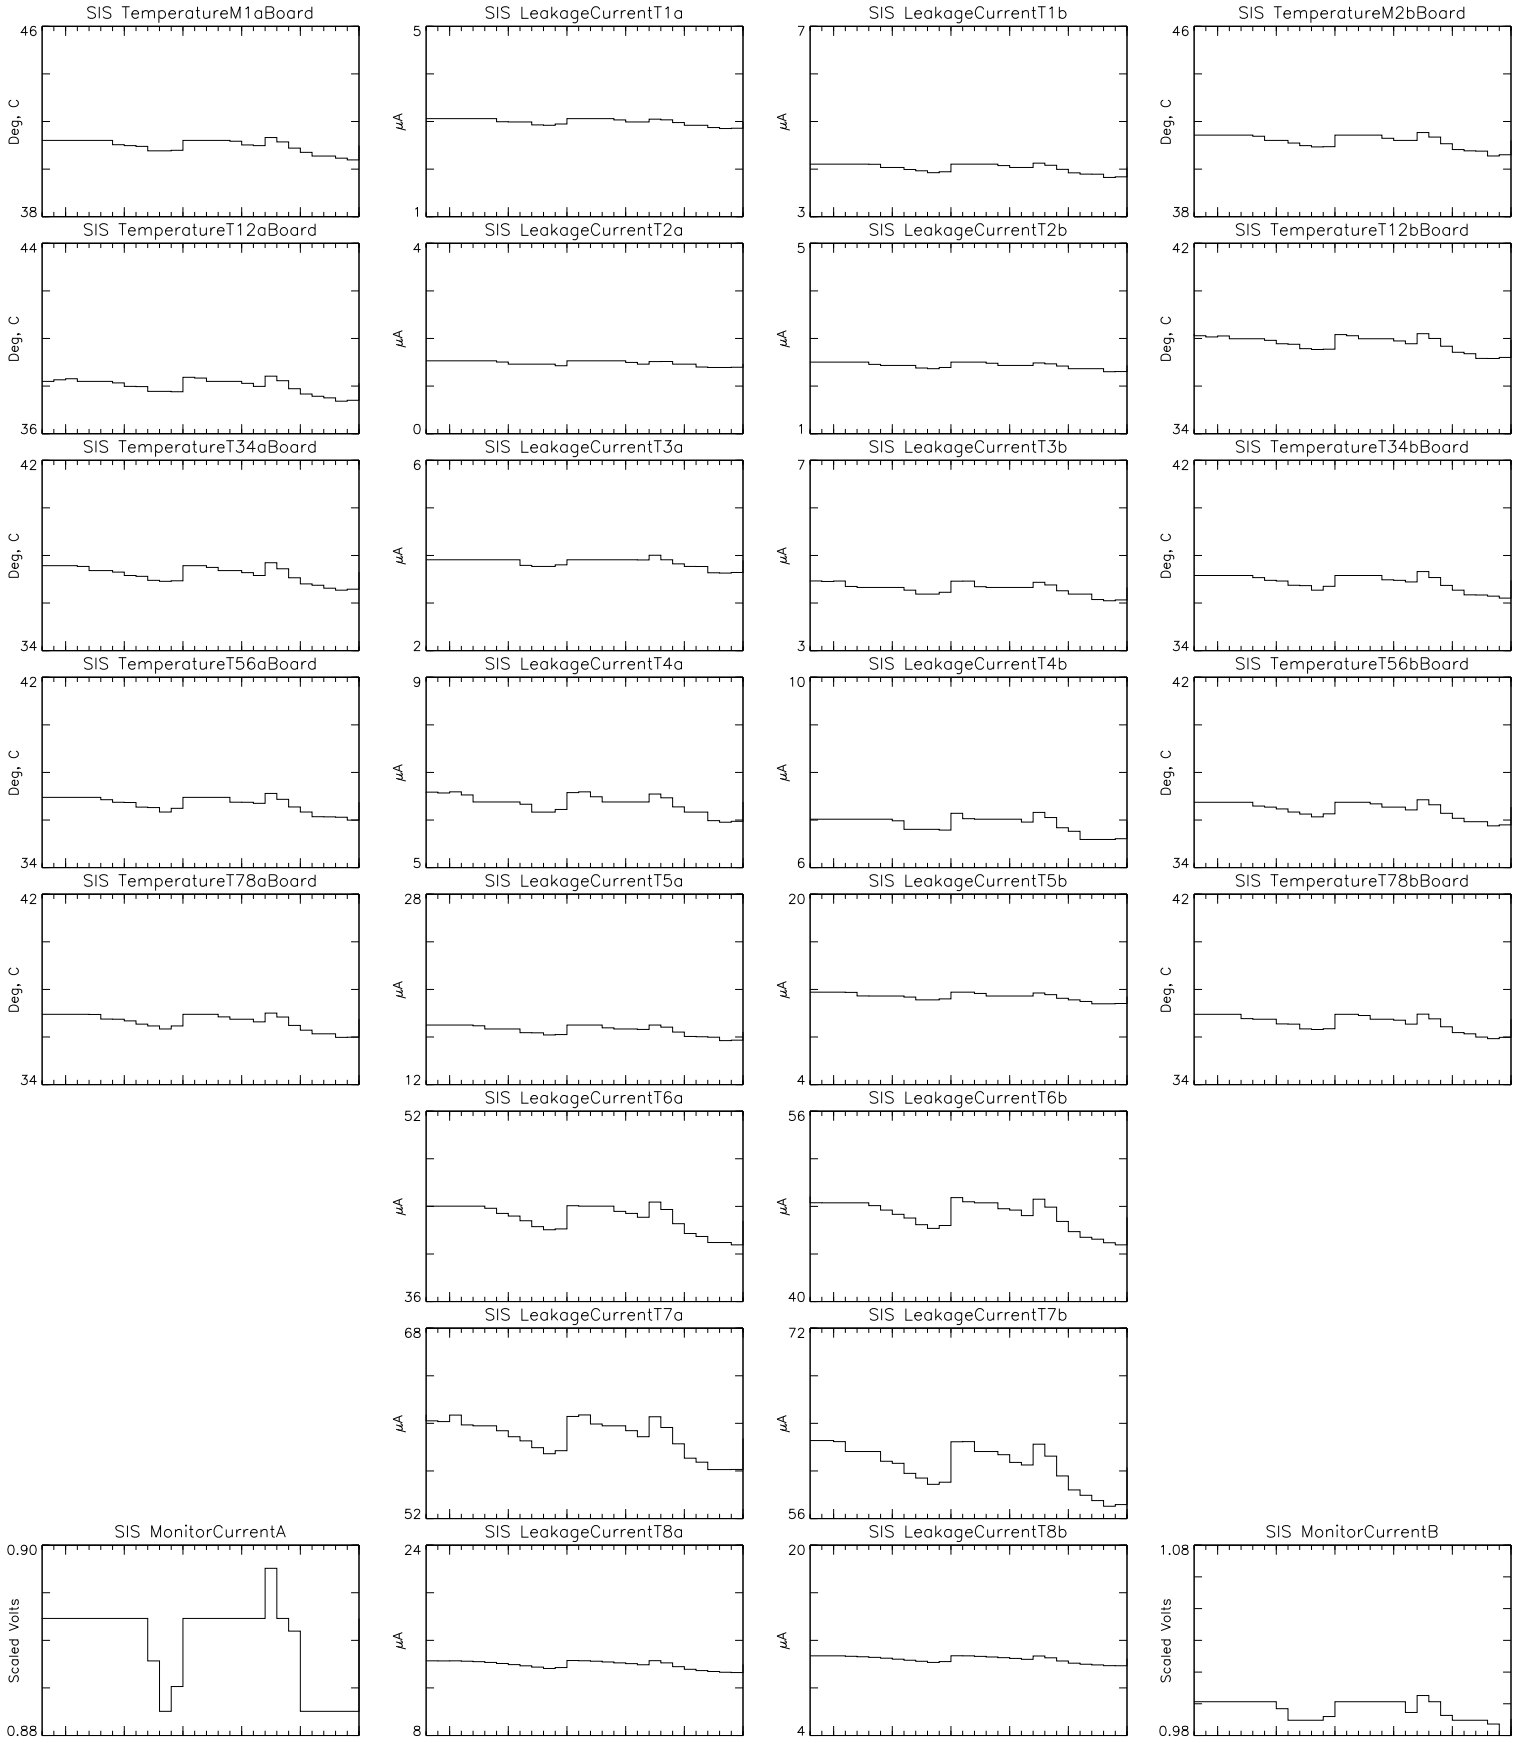 SIS TemperatureM1aBoard
46
Deg, C
38
SIS LeakageCurrentT1a
5
μA
1
SIS LeakageCurrentT1b
7
μA
3
SIS TemperatureM2bBoard
46
Deg, C
38
SIS TemperatureT12aBoard
44
Deg, C
36
SIS LeakageCurrentT2a
4
μA
0
SIS LeakageCurrentT2b
5
μA
1
SIS TemperatureT12bBoard
42
Deg, C
34
SIS TemperatureT34aBoard
42
Deg, C
34
SIS LeakageCurrentT3a
6
μA
2
SIS LeakageCurrentT3b
7
μA
3
SIS TemperatureT34bBoard
42
Deg, C
34
SIS TemperatureT56aBoard
42
Deg, C
34
SIS LeakageCurrentT4a
9
μA
5
SIS LeakageCurrentT4b
10
μA
6
SIS TemperatureT56bBoard
42
Deg, C
34
SIS TemperatureT78aBoard
42
Deg, C
34
SIS LeakageCurrentT5a
28
μA
12
SIS LeakageCurrentT5b
20
μA
4
SIS TemperatureT78bBoard
42
Deg, C
34
SIS LeakageCurrentT6a
52
μA
36
SIS LeakageCurrentT6b
56
μA
40
SIS LeakageCurrentT7a
68
μA
52
SIS LeakageCurrentT7b
72
μA
56
SIS MonitorCurrentA
0.90
Scaled Volts
0.88
SIS LeakageCurrentT8a
24
μA
8
SIS LeakageCurrentT8b
20
μA
4
SIS MonitorCurrentB
1.08
Scaled Volts
0.98